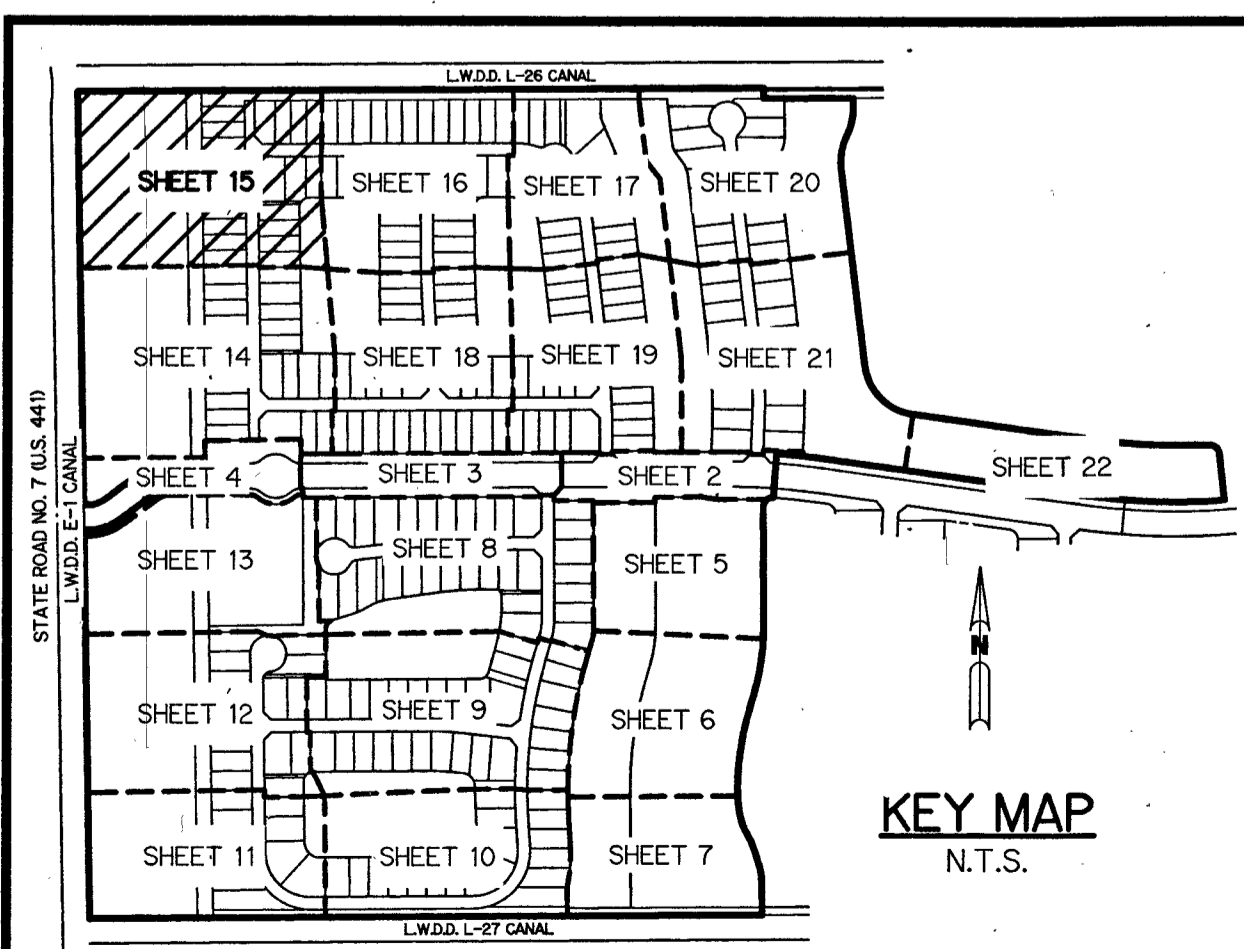 L.W.D.D. L-26 CANAL
SHEET 15
SHEET 16
SHEET 17
SHEET 20
SHEET 14
SHEET 18
SHEET 19
SHEET 21
STATE ROAD NO. 7 (U.S. 441)
L.W.D.D. E-1 CANAL
SHEET 4
SHEET 3
SHEET 2
SHEET 22
SHEET 13
SHEET 8
SHEET 5
N
SHEET 12
SHEET 9
SHEET 6
KEY MAP
N.T.S.
SHEET 11
SHEET 10
SHEET 7
L.W.D.D. L-27 CANAL